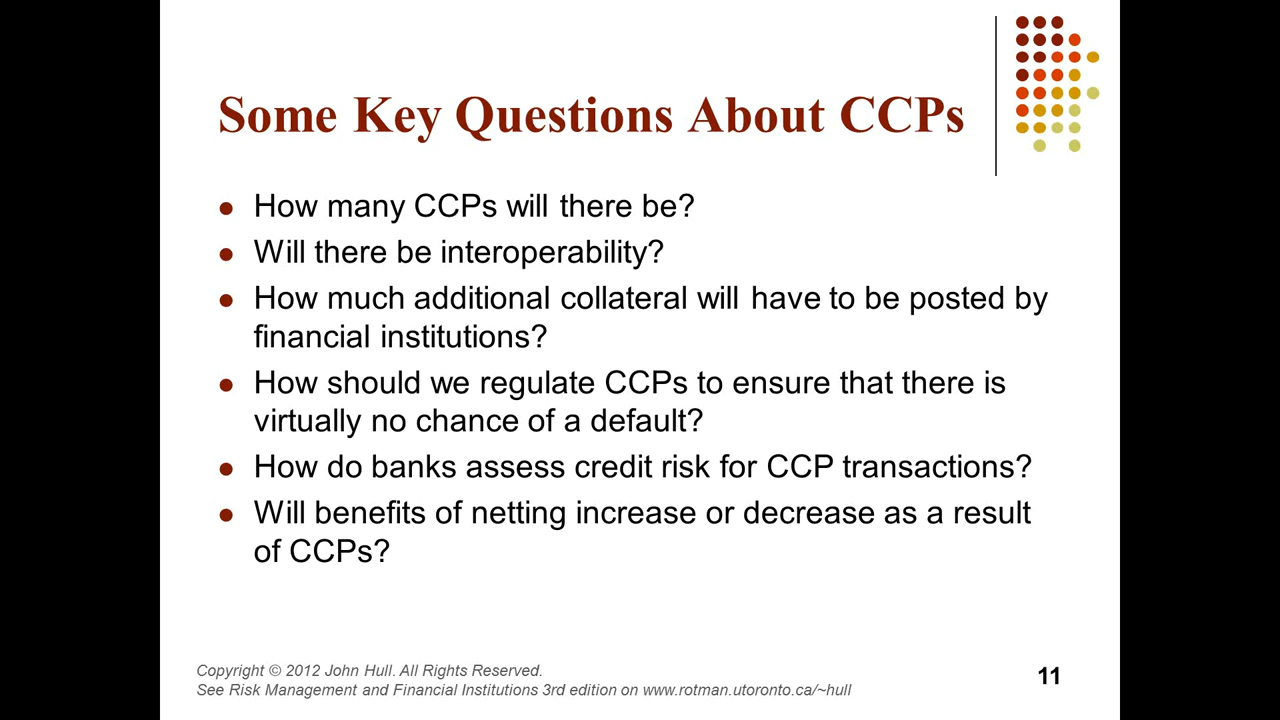 Some Key Questions About CCPs
How many CCPs will there be?
Will there be interoperability?
How much additional collateral will have to be posted by
financial institutions?
How should we regulate CCPs to ensure that there is
virtually no chance of a default?
How do banks assess credit risk for CCP transactions?
Will benefits of netting increase or decrease as a result
of CCPs?
Copyright © 2012 John Hull. All Rights Reserved.
See Risk Management and Financial Institutions 3rd edition on www.rotman.utoronto.ca/~hull
11